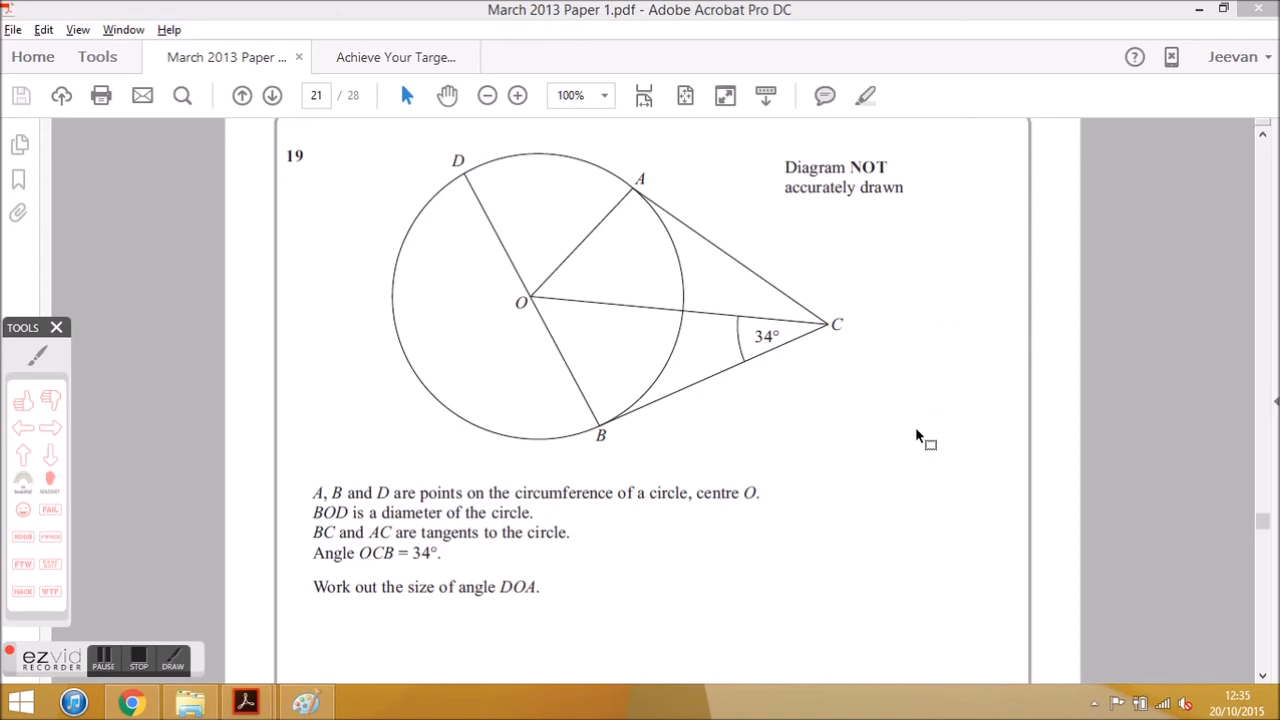 March 2013 Paper 1.pdf - Adobe Acrobat Pro DC
File Edit View Window Help
Home Tools March 2013 Paper ... × Achieve Your Targe... Jeevan
21 / 28 100%
19
D
A
Diagram NOT
accurately drawn
O
C
34°
B
TOOLS
FAIL
FTW
HACK WTF
A, B and D are points on the circumference of a circle, centre O.
BOD is a diameter of the circle.
BC and AC are tangents to the circle.
Angle OCB = 34°.
Work out the size of angle DOA.
ezvid
RECORDER
PAUSE STOP DRAW
12:35
20/10/2015